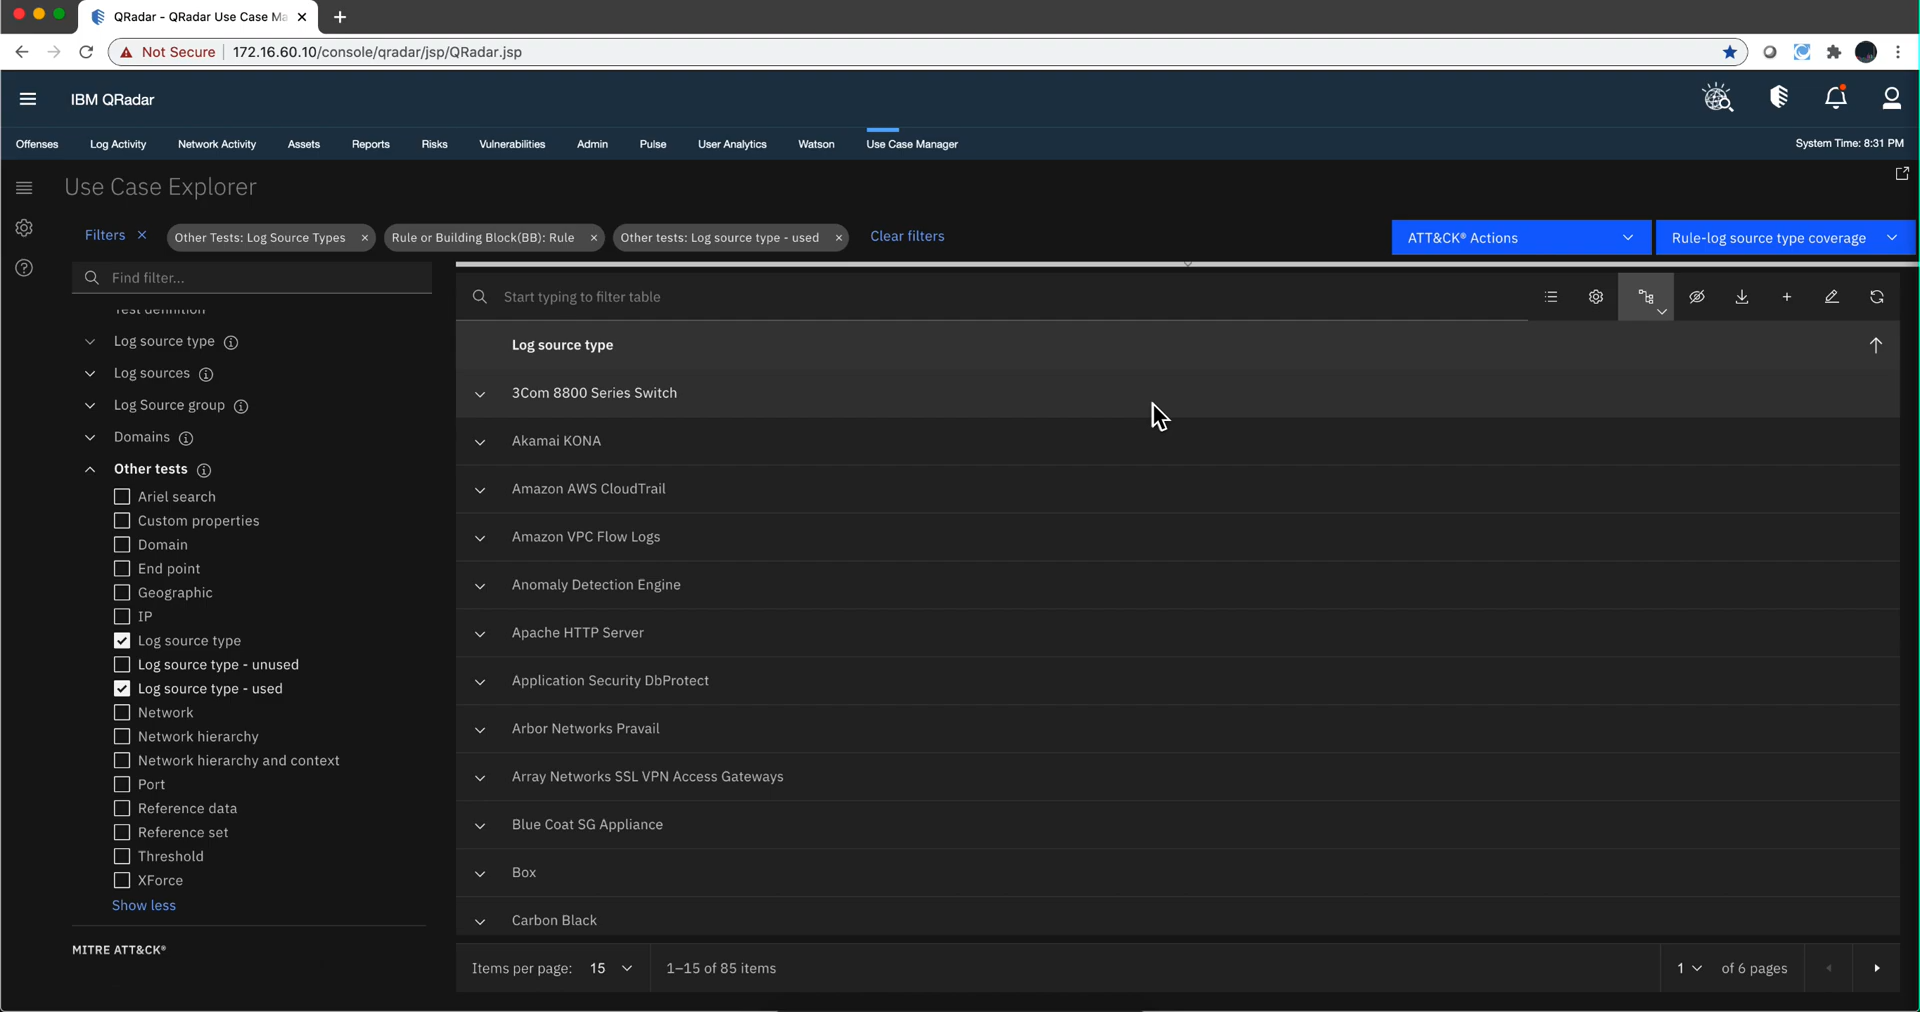 QRadar - QRadar Use Case Ma
Not Secure
172.16.60.10/console/qradar/jsp/QRadar.jsp
IBM QRadar
Offenses
Log Activity
Network Activity
Assets
Reports
Risks
Vulnerabilities
Admin
Pulse
User Analytics
Watson
Use Case Manager
System Time: 8:31 PM
Use Case Explorer
Filters
Other Tests: Log Source Types
Rule or Building Block(BB): Rule
Other tests: Log source type - used
Clear filters
ATT&CK® Actions
Rule-log source type coverage
Find filter...
Test definition
Log source type
Log sources
Log Source group
Domains
Other tests
Ariel search
Custom properties
Domain
End point
Geographic
IP
Log source type
Log source type - unused
Log source type - used
Network
Network hierarchy
Network hierarchy and context
Port
Reference data
Reference set
Threshold
XForce
Show less
MITRE ATT&CK®
Start typing to filter table
Log source type
3Com 8800 Series Switch
Akamai KONA
Amazon AWS CloudTrail
Amazon VPC Flow Logs
Anomaly Detection Engine
Apache HTTP Server
Application Security DbProtect
Arbor Networks Pravail
Array Networks SSL VPN Access Gateways
Blue Coat SG Appliance
Box
Carbon Black
Items per page: 15
1–15 of 85 items
1
of 6 pages